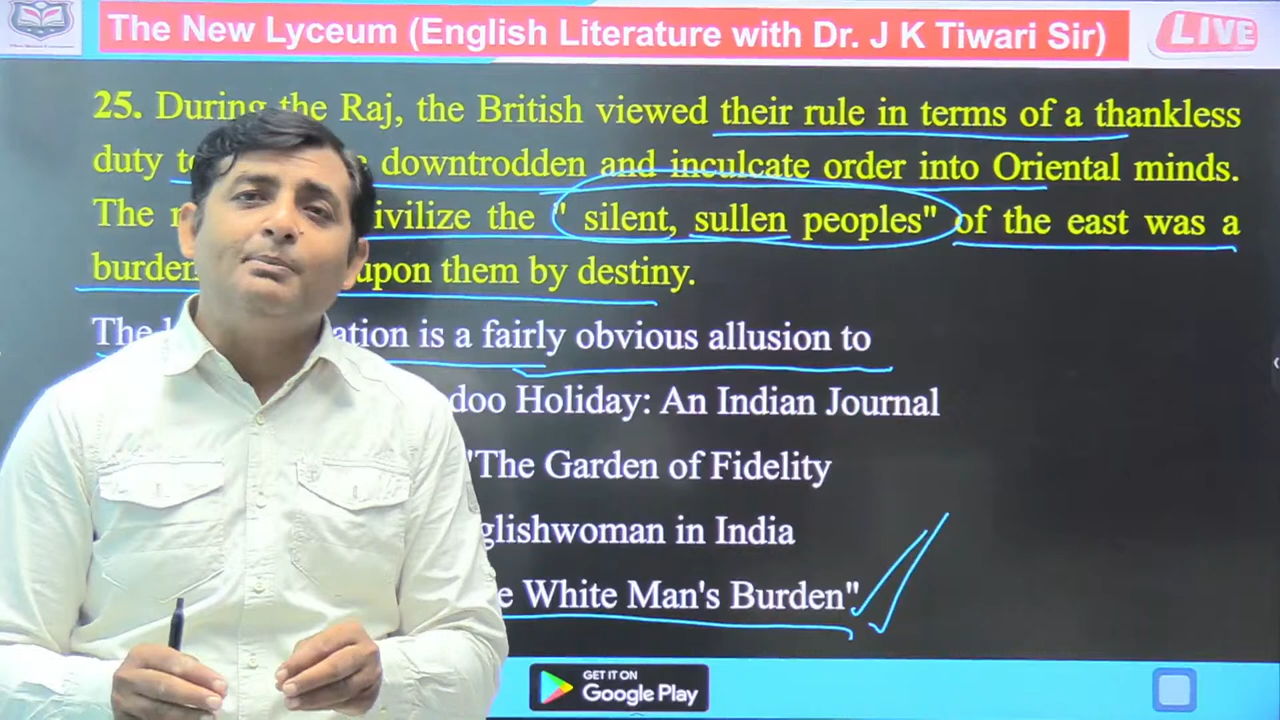 The New Lyceum (English Literature with Dr. J K Tiwari Sir)
LIVE
25. During the Raj, the British viewed their rule in terms of a thankless
duty downtrodden and inculcate order into Oriental minds.
The ivilize the " silent, sullen peoples" of the east was a
burden upon them by destiny.
The ation is a fairly obvious allusion to
doo Holiday: An Indian Journal
"The Garden of Fidelity
glishwoman in India
e White Man's Burden"
GET IT ON
Google Play